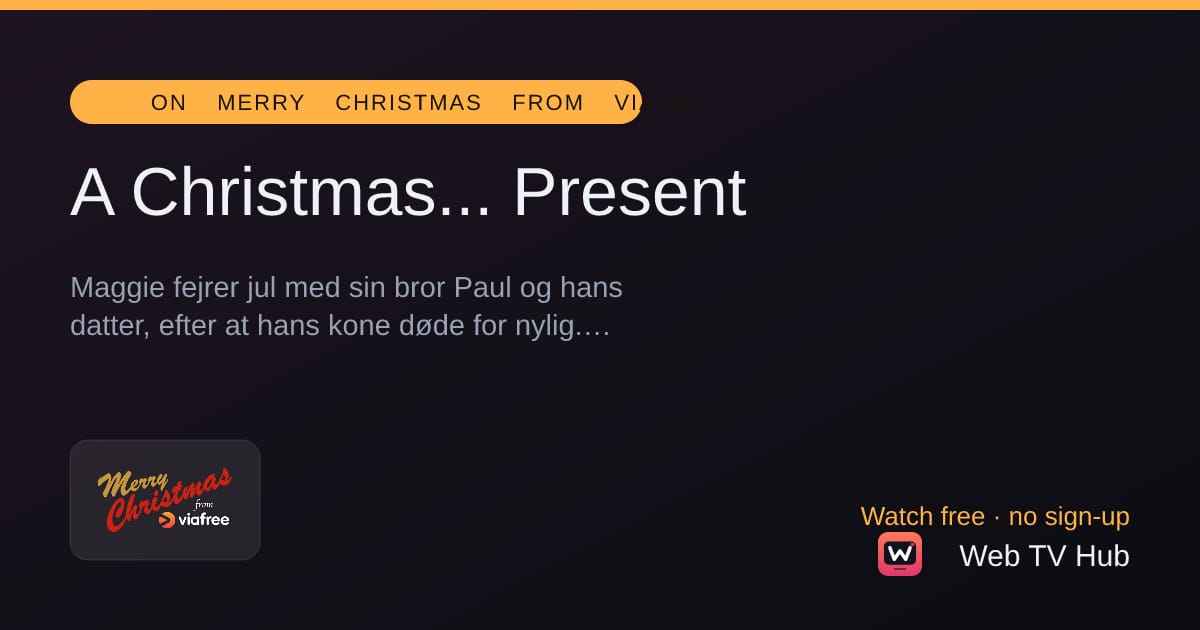 ON MERRY CHRISTMAS FROM
A Christmas... Present
Maggie fejrer jul med sin bror Paul og hans
datter, efter at hans kone døde for nylig....
Merry
Christmas
from
viafree
Watch free · no sign-up
W
Web TV Hub